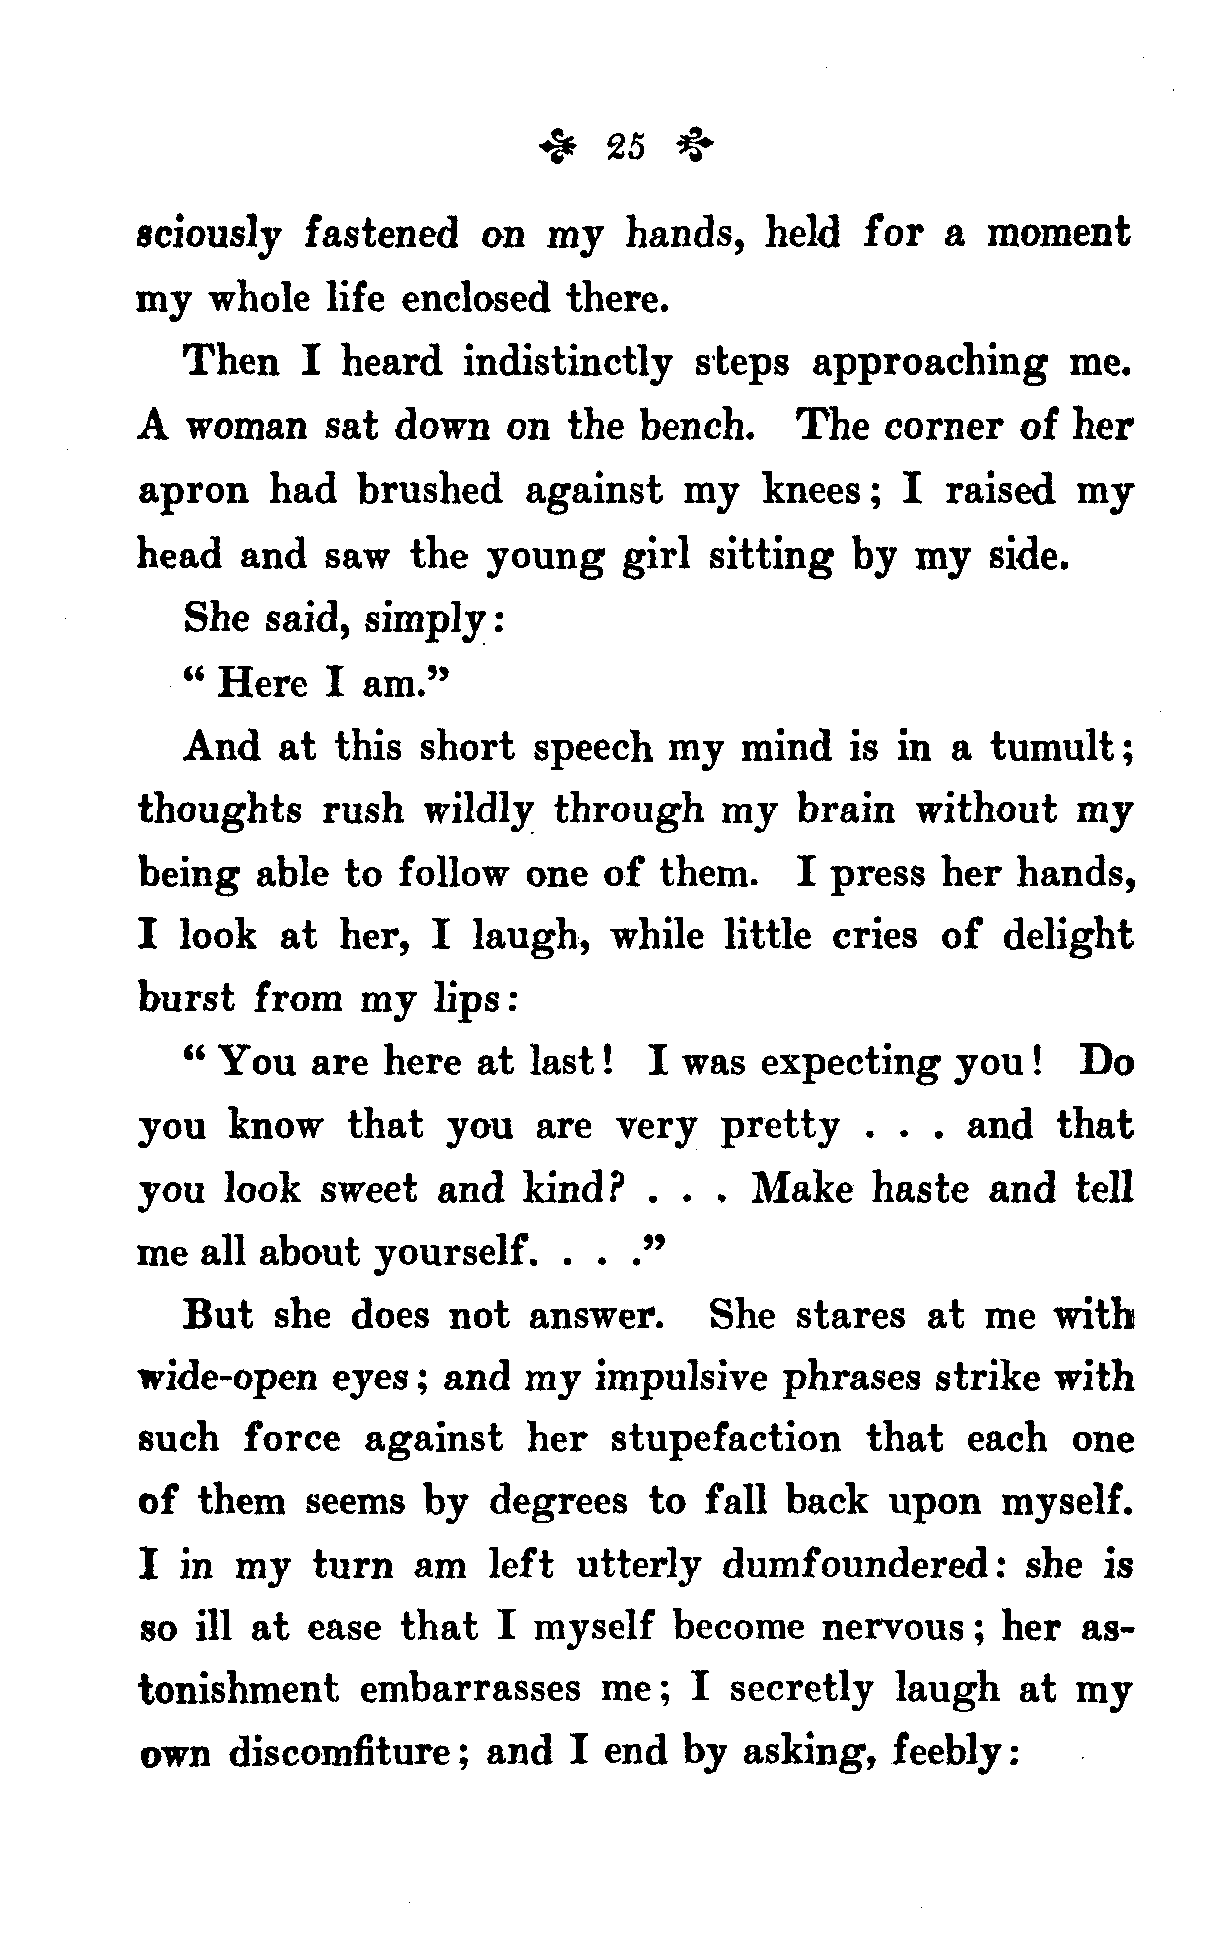 25
sciously fastened on my hands, held for a moment
my whole life enclosed there.
Then I heard indistinctly steps approaching me.
A woman sat down on the bench. The corner of her
apron had brushed against my knees; I raised my
head and saw the young girl sitting by my side.
She said, simply:
“Here I am.”
And at this short speech my mind is in a tumult;
thoughts rush wildly through my brain without my
being able to follow one of them. I press her hands,
I look at her, I laugh, while little cries of delight
burst from my lips:
“You are here at last! I was expecting you! Do
you know that you are very pretty . . . and that
you look sweet and kind? . . . Make haste and tell
me all about yourself. . . .”
But she does not answer. She stares at me with
wide-open eyes; and my impulsive phrases strike with
such force against her stupefaction that each one
of them seems by degrees to fall back upon myself.
I in my turn am left utterly dumfoundered: she is
so ill at ease that I myself become nervous; her as-
tonishment embarrasses me; I secretly laugh at my
own discomfiture; and I end by asking, feebly: